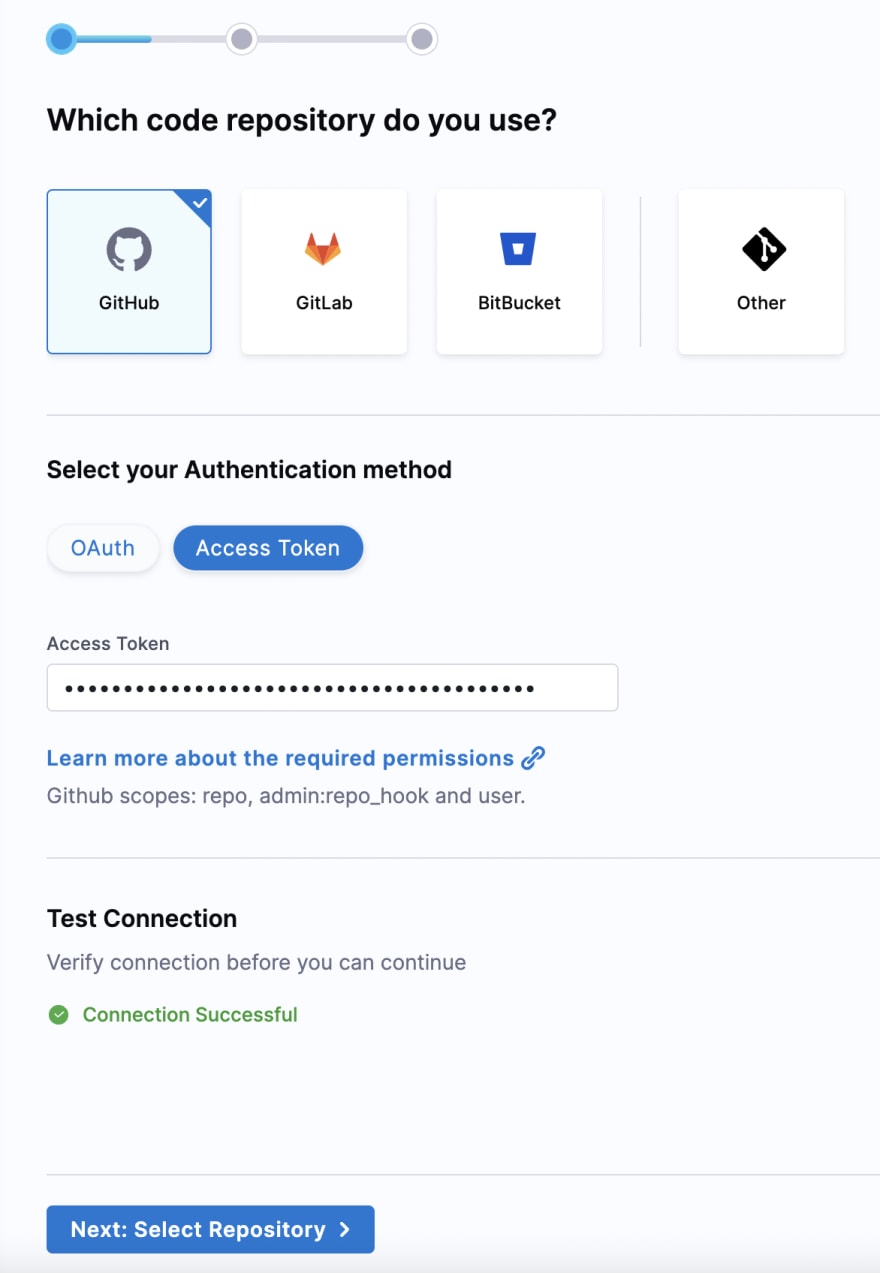 Which code repository do you use?
GitHub
GitLab
BitBucket
Other
Select your Authentication method
OAuth
Access Token
Access Token
••••••••••••••••••••••••••••••••••••••••
Learn more about the required permissions
Github scopes: repo, admin:repo_hook and user.
Test Connection
Verify connection before you can continue
Connection Successful
Next: Select Repository